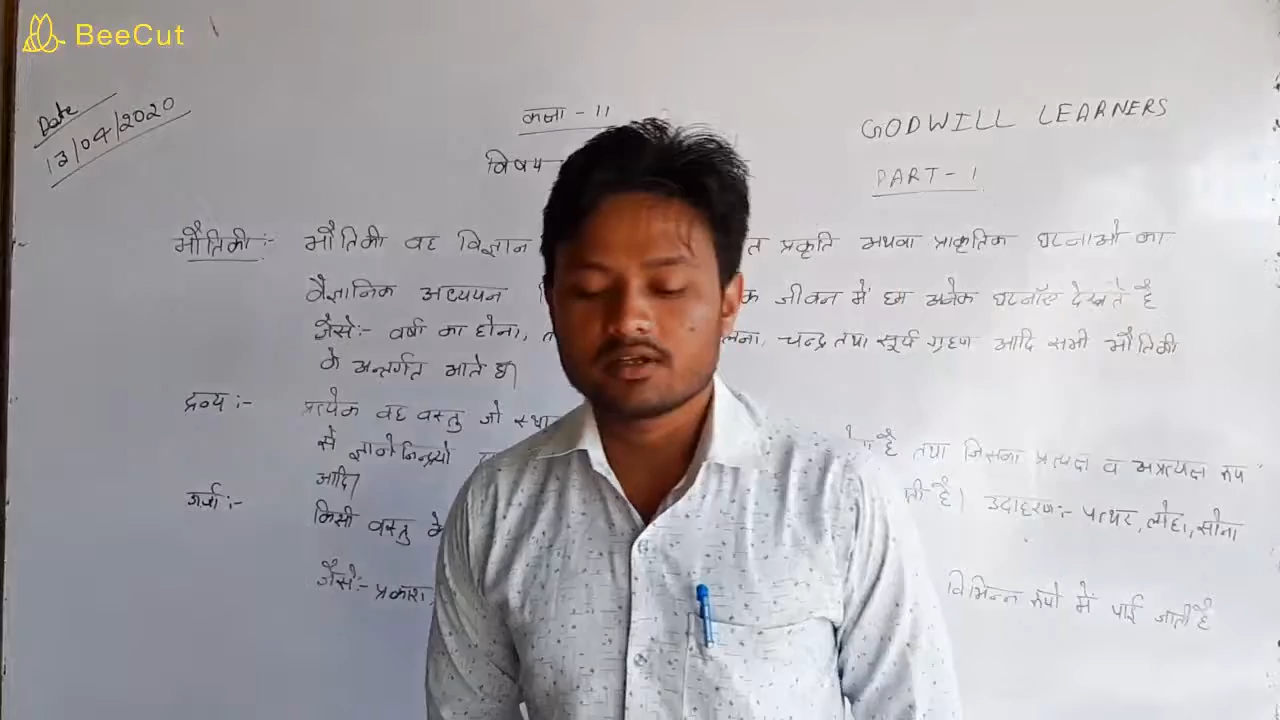 BeeCut
Date
13/04/2020
कक्षा - 11
GODWILL LEARNERS
विषय
PART - 1
भौतिकी :- भौतिकी वह विज्ञान त प्रकृति अथवा प्राकृतिक घटनाओ का
वैज्ञानिक अध्ययन क जीवन में हम अनेक घटनाँए देखते है
जैसे:- वर्षा का होना, लना, चन्द्र तथा सूर्य ग्रहण आदि सभी भौतिकी
के अन्तर्गत आते है।
द्रव्य :- प्रत्येक वह वस्तु जो स्था है तथा जिसका प्रत्यक्ष व अप्रत्यक्ष रूप
से ज्ञानेन्द्रियो ती है। उदाहरण:- पत्थर, लोहा, सोना
आदि।
ऊर्जा :- किसी वस्तु के
जैसे:- प्रकाश, विभिन्न रूपो में पाई जाती है